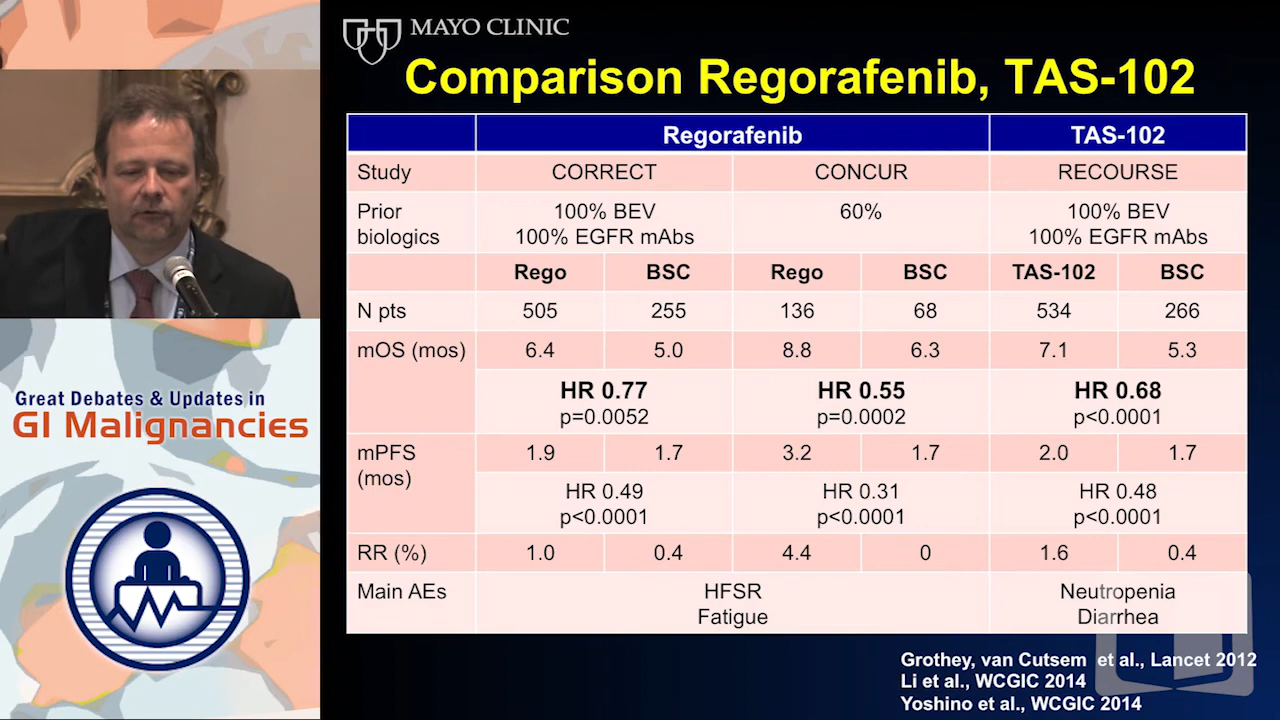 MAYO CLINIC
Comparison Regorafenib, TAS-102
Regorafenib TAS-102
Study CORRECT CONCUR RECOURSE
Prior biologics 100% BEV 100% EGFR mAbs 60% 100% BEV 100% EGFR mAbs
Rego BSC Rego BSC TAS-102 BSC
N pts 505 255 136 68 534 266
mOS (mos) 6.4 5.0 8.8 6.3 7.1 5.3
HR 0.77 HR 0.55 HR 0.68
p=0.0052 p=0.0002 p<0.0001
mPFS (mos) 1.9 1.7 3.2 1.7 2.0 1.7
HR 0.49 HR 0.31 HR 0.48
p<0.0001 p<0.0001 p<0.0001
RR (%) 1.0 0.4 4.4 0 1.6 0.4
Main AEs HFSR Neutropenia
Fatigue Diarrhea
Grothey, van Cutsem et al., Lancet 2012
Li et al., WCGIC 2014
Yoshino et al., WCGIC 2014
Great Debates & Updates in
GI Malignancies